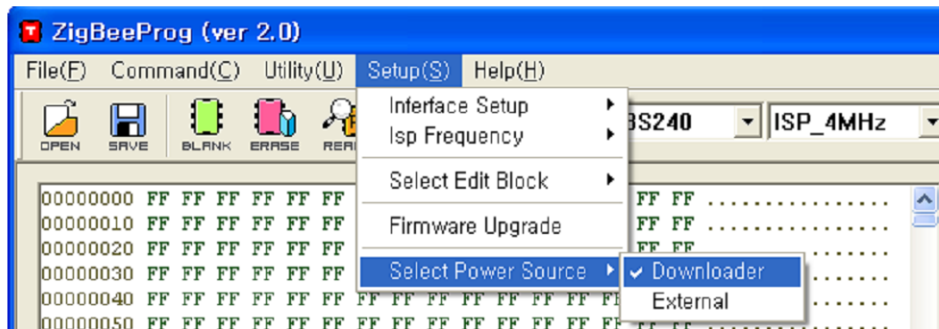 T ZigBeeProg (ver 2.0)
File(F) Command(C) Utility(U) Setup(S) Help(H)
OPEN SAVE BLANK ERASE
BS240 ISP_4MHz
Inferface Setup
Isp Frequency
Select Edit Block
Firmware Upgrade
Select Power Source
Downloader
External
00000000 FF FF FF FF FF FF FF FF ................
00000010 FF FF FF FF FF FF FF FF ................
00000020 FF FF FF FF FF FF FF FF
00000030 FF FF FF FF FF FF
00000040 FF FF FF FF FF FF FF FF FF FF FF FF FF FF
00000050 FF FF FF FF FF FF FF FF FF FF FF FF FF FF FF FF